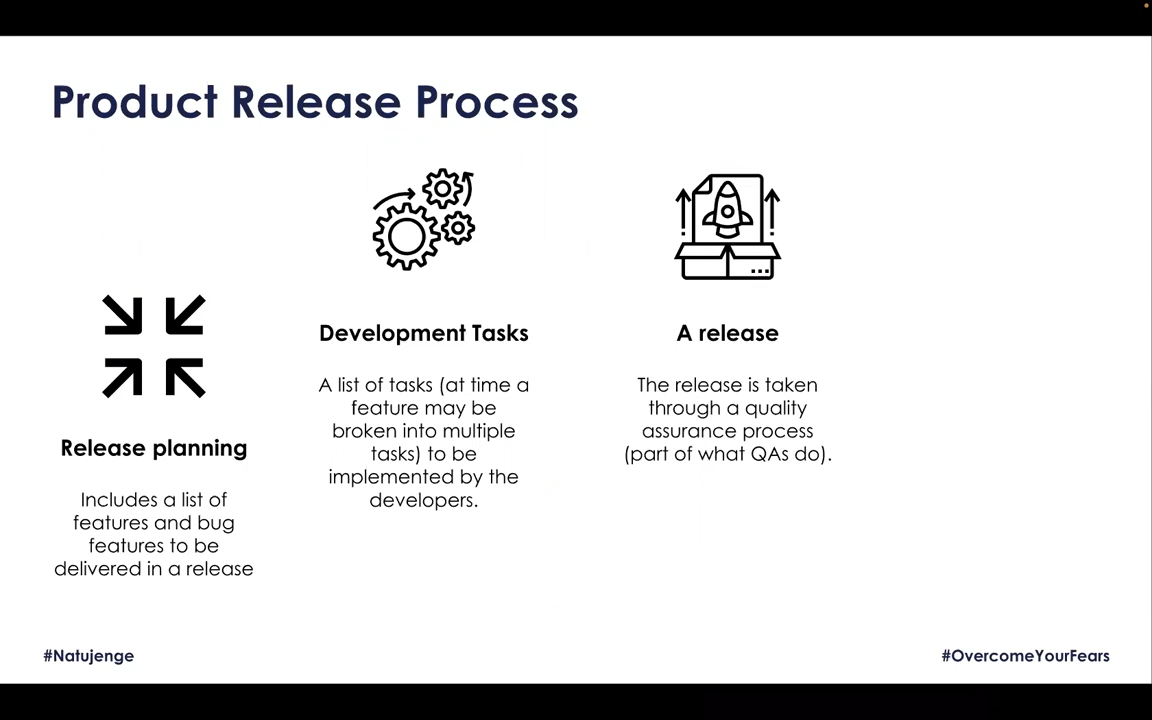 Product Release Process
Release planning
Includes a list of
features and bug
features to be
delivered in a release
Development Tasks
A list of tasks (at time a
feature may be
broken into multiple
tasks) to be
implemented by the
developers.
A release
The release is taken
through a quality
assurance process
(part of what QAs do).
#Natujenge
#OvercomeYourFears